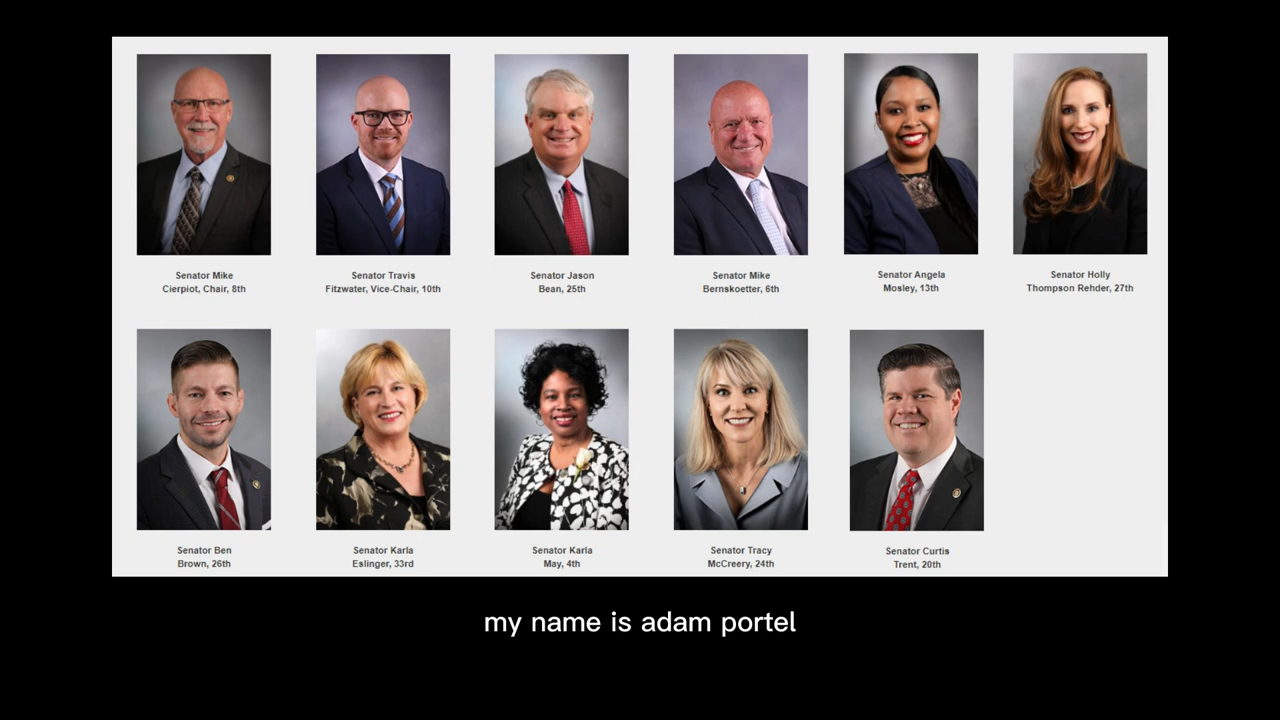 Senator Mike
Cierpiot, Chair, 8th
Senator Travis
Fitzwater, Vice-Chair, 10th
Senator Jason
Bean, 25th
Senator Mike
Bernskoetter, 6th
Senator Angela
Mosley, 13th
Senator Holly
Thompson Rehder, 27th
Senator Ben
Brown, 26th
Senator Karla
Eslinger, 33rd
Senator Karla
May, 4th
Senator Tracy
McCreery, 24th
Senator Curtis
Trent, 20th
my name is adam portel